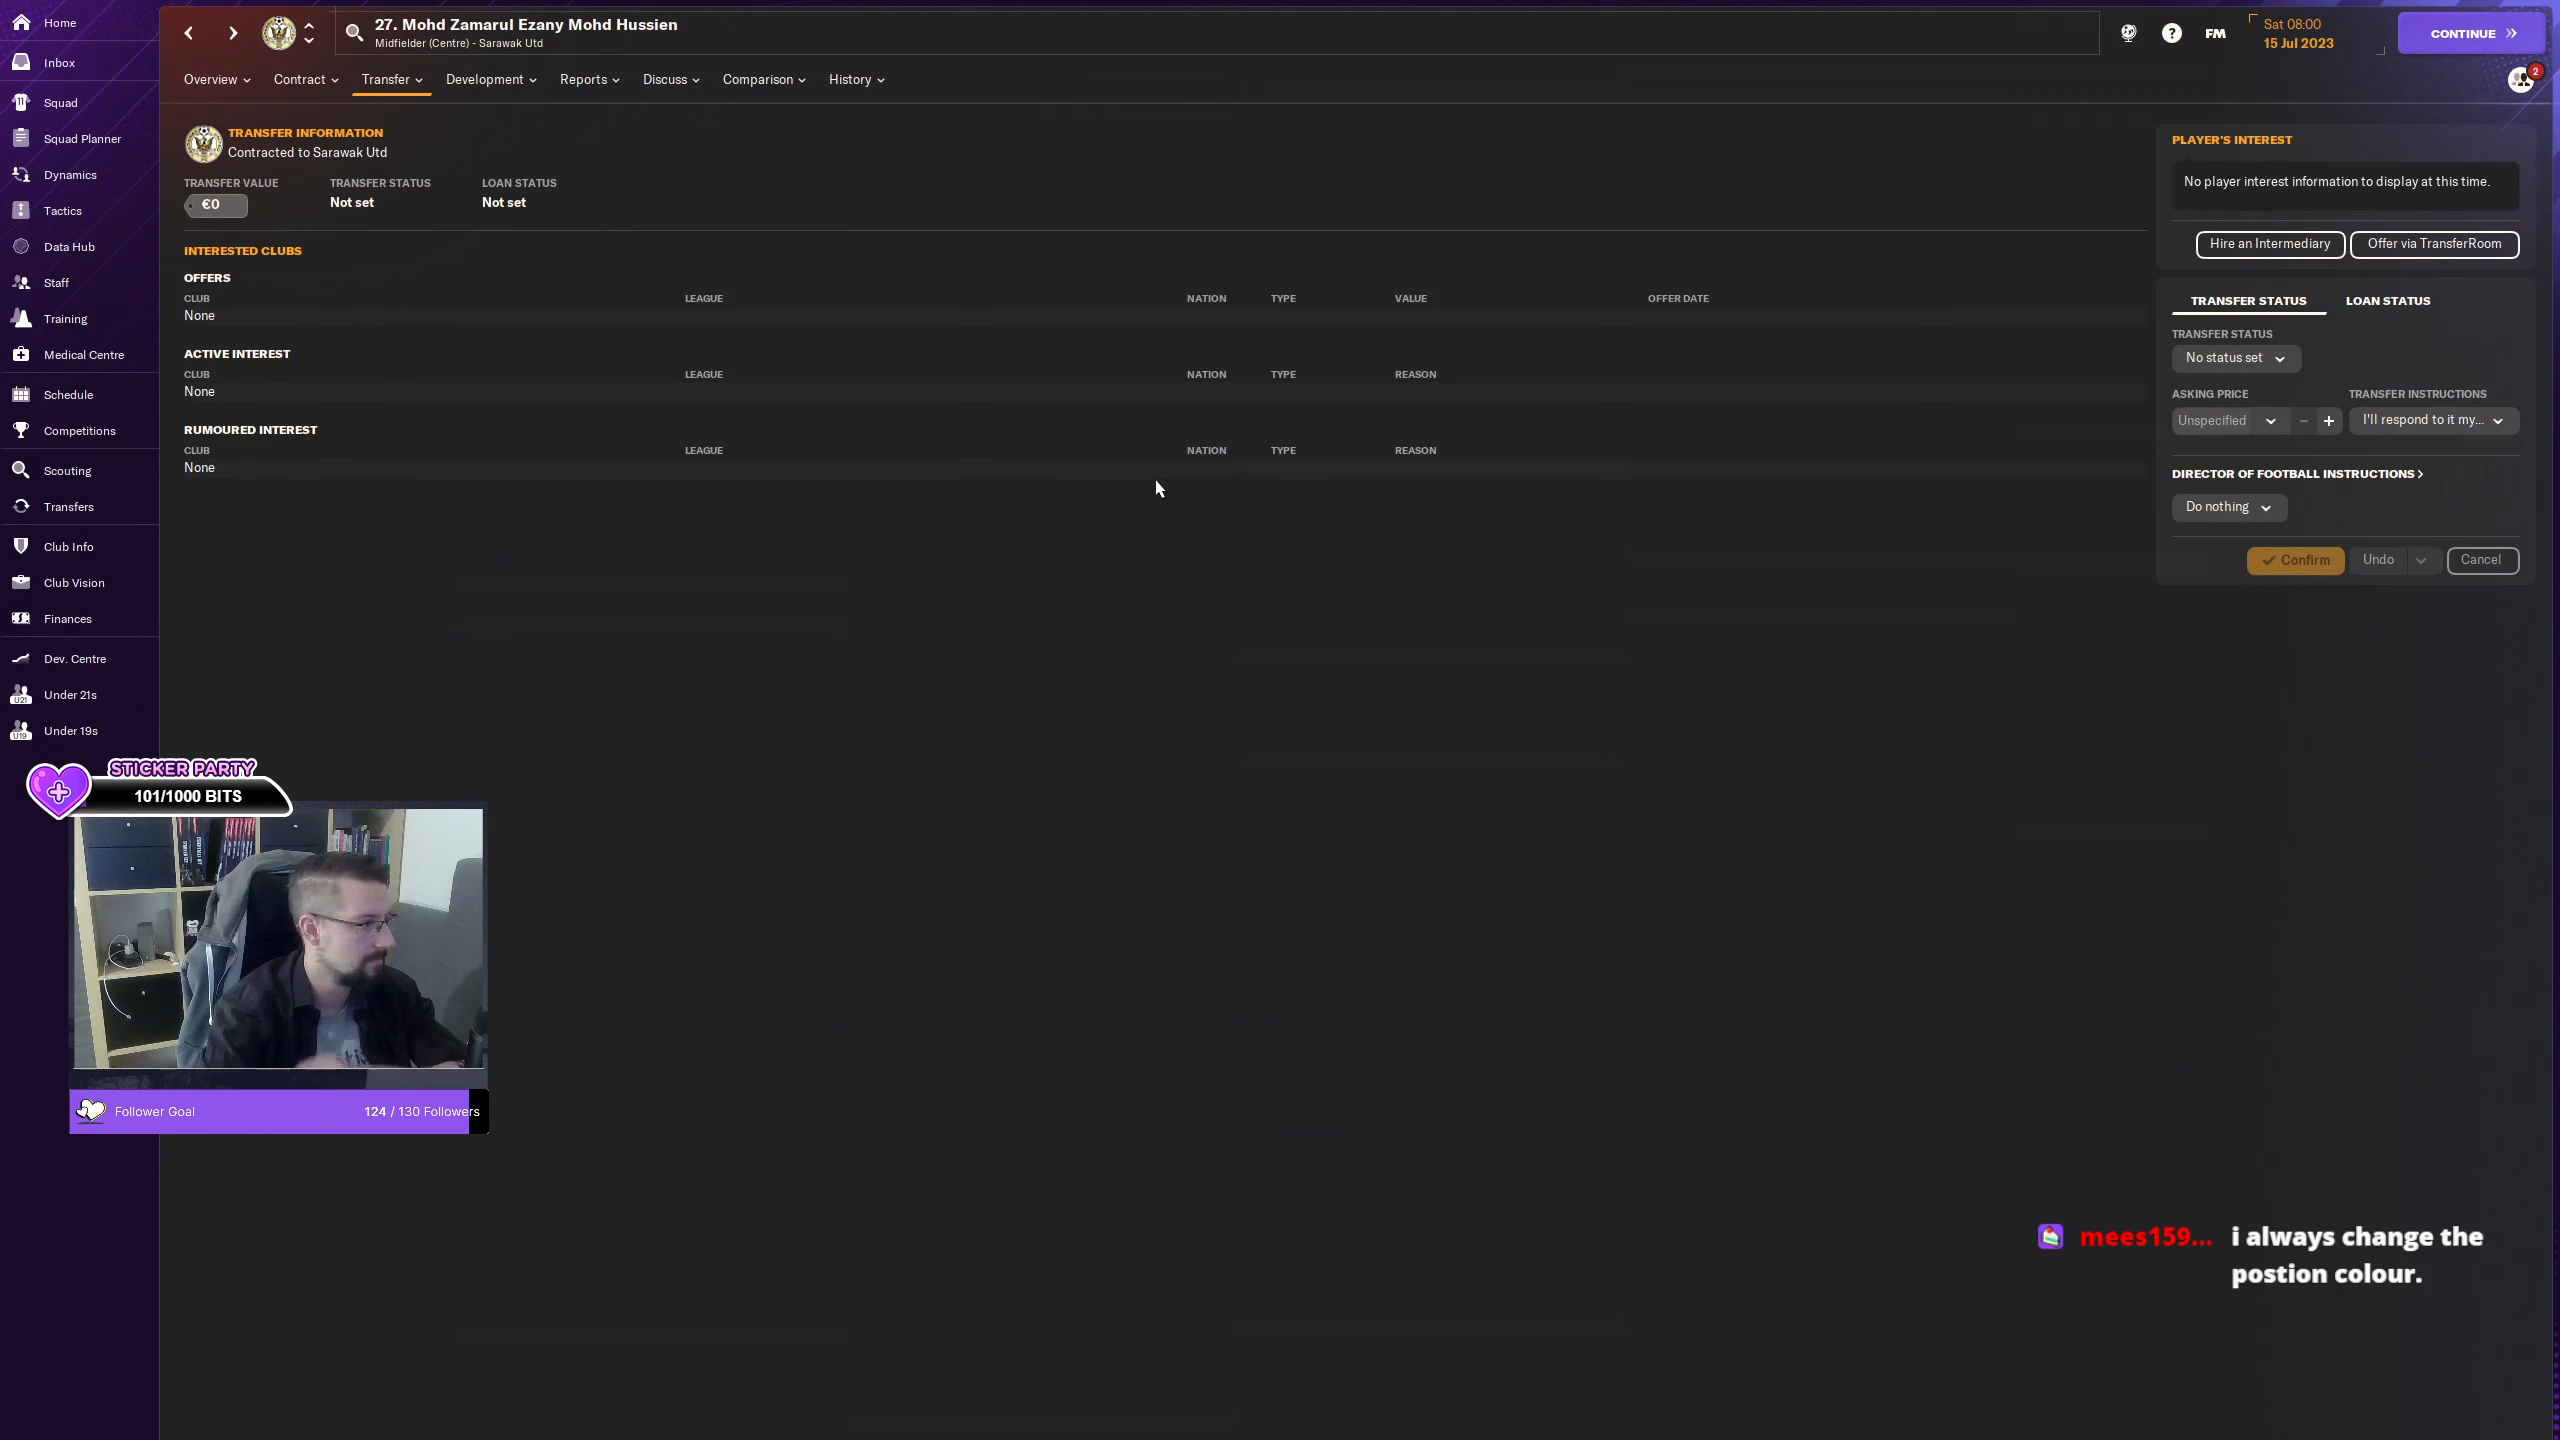 Home
Inbox
Squad
Squad Planner
Dynamics
Tactics
Data Hub
Staff
Training
Medical Centre
Schedule
Competitions
Scouting
Transfers
Club Info
Club Vision
Finances
Dev. Centre
U21
Under 21s
U19
Under 19s
27. Mohd Zamarul Ezany Mohd Hussien
Midfielder (Centre) - Sarawak Utd
FM
Sat 08:00
15 Jul 2023
CONTINUE
2
Overview
Contract
Transfer
Development
Reports
Discuss
Comparison
History
TRANSFER INFORMATION
Contracted to Sarawak Utd
TRANSFER VALUE TRANSFER STATUS LOAN STATUS
€0 Not set Not set
INTERESTED CLUBS
OFFERS
CLUB LEAGUE NATION TYPE VALUE OFFER DATE
None
ACTIVE INTEREST
CLUB LEAGUE NATION TYPE REASON
None
RUMOURED INTEREST
CLUB LEAGUE NATION TYPE REASON
None
PLAYER'S INTEREST
No player interest information to display at this time.
Hire an Intermediary Offer via TransferRoom
TRANSFER STATUS LOAN STATUS
TRANSFER STATUS
No status set
ASKING PRICE TRANSFER INSTRUCTIONS
Unspecified I'll respond to it my...
DIRECTOR OF FOOTBALL INSTRUCTIONS >
Do nothing
Confirm Undo Cancel
STICKER PARTY
101/1000 BITS
Follower Goal 124 / 130 Followers
mees159... i always change the
postion colour.